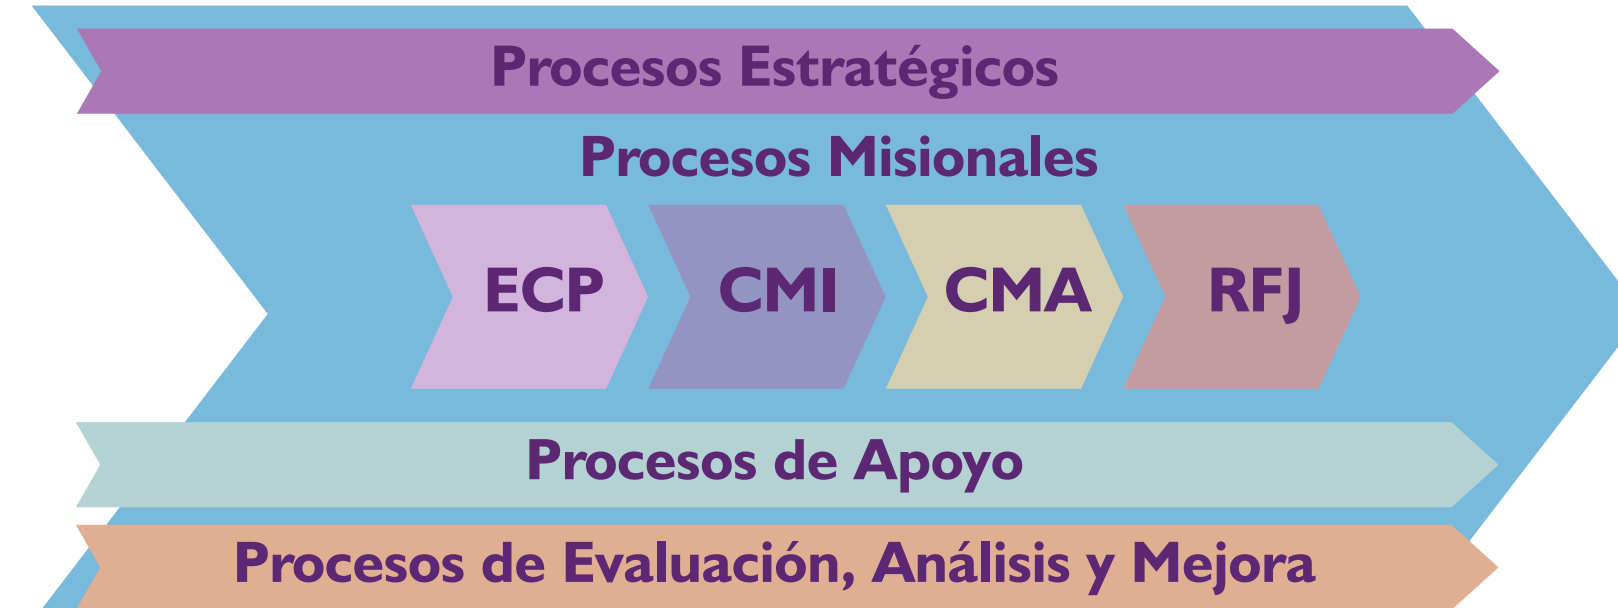 Procesos Estratégicos
Procesos Misionales
ECP CMI CMA RFJ
Procesos de Apoyo
Procesos de Evaluación, Análisis y Mejora